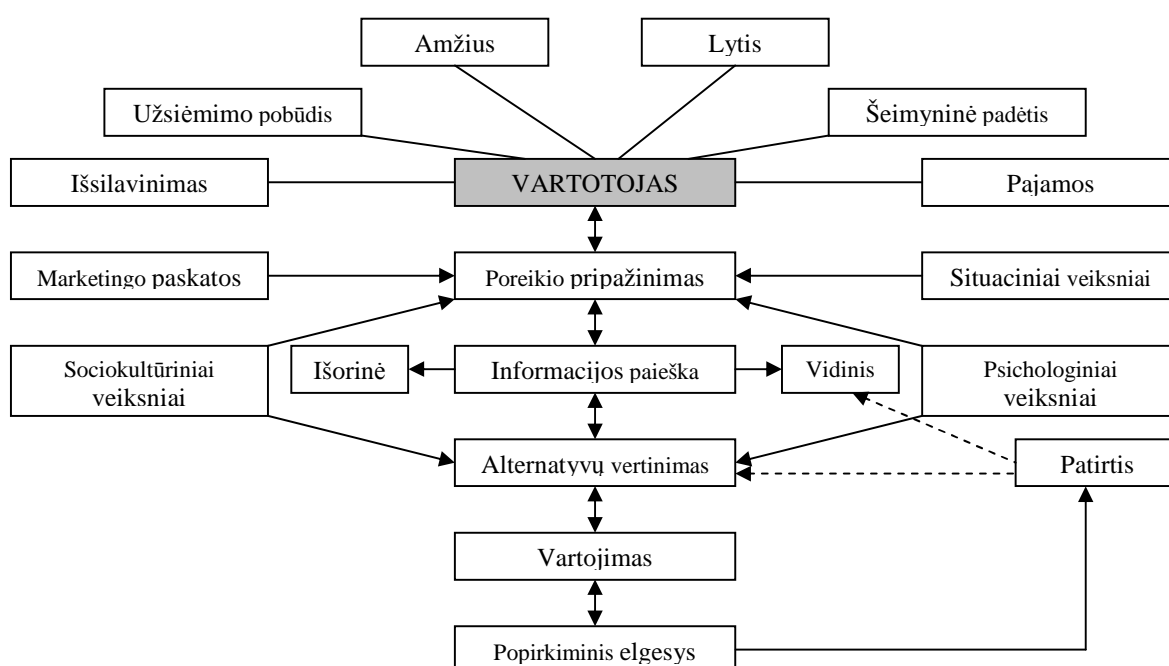 Amžius
Lytis
Užsiėmimo pobūdis
Šeimyninė padėtis
Išsilavinimas
VARTOTOJAS
Pajamos
Marketingo paskatos
Poreikio pripažinimas
Situaciniai veiksniai
Sociokultūriniai
veiksniai
Išorinė
Informacijos paieška
Vidinis
Psichologiniai
veiksniai
Alternatyvų vertinimas
Patirtis
Vartojimas
Popirkiminis elgesys